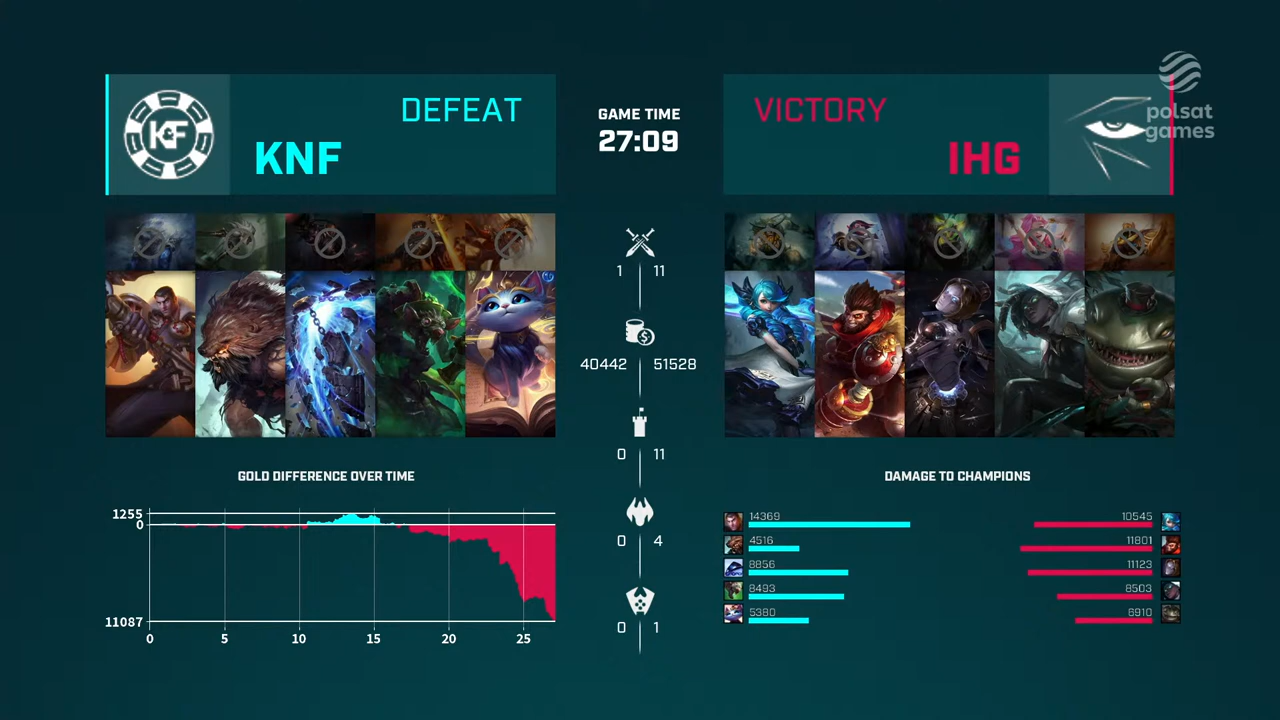 polsat
games
K&F
DEFEAT
KNF
GAME TIME
27:09
VICTORY
IHG
1 11
40442 51528
0 11
0 4
0 1
GOLD DIFFERENCE OVER TIME
1255
0
11087
0 5 10 15 20 25
DAMAGE TO CHAMPIONS
14369 10545
4516 11801
8856 11123
8493 8503
5380 6910